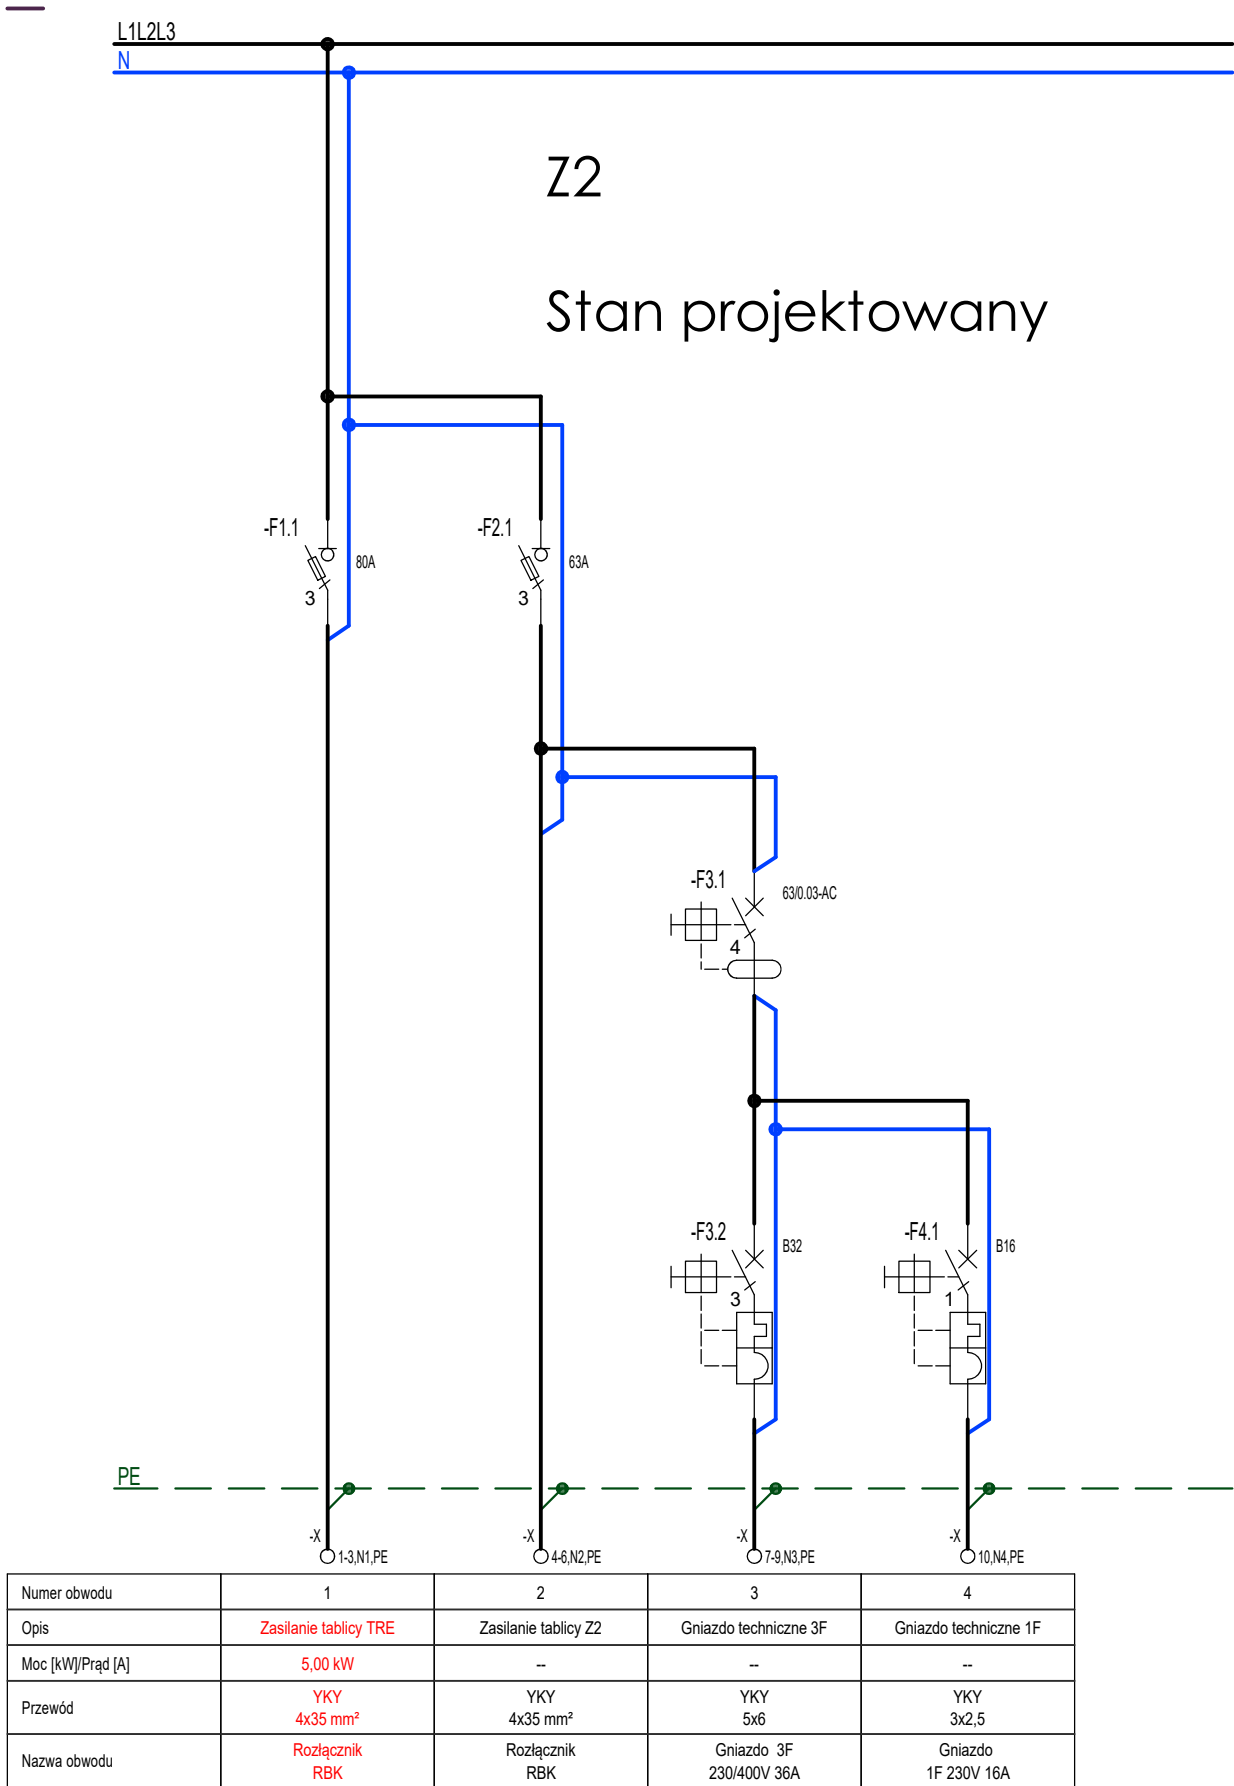 L1L2L3
N
Z2
Stan projektowany
-F1.1
80A
3
-F2.1
63A
3
-F3.1
63/0.03-AC
4
-F3.2
B32
3
-F4.1
B16
1
PE
-X
1-3,N1,PE
-X
4-6,N2,PE
-X
7-9,N3,PE
-X
10,N4,PE
Numer obwodu 1 2 3 4
Opis Zasilanie tablicy TRE Zasilanie tablicy Z2 Gniazdo techniczne 3F Gniazdo techniczne 1F
Moc [kW]/Prąd [A] 5,00 kW -- -- --
Przewód
YKY
4x35 mm²
YKY
4x35 mm²
YKY
5x6
YKY
3x2,5
Nazwa obwodu
Rozłącznik
RBK
Rozłącznik
RBK
Gniazdo 3F
230/400V 36A
Gniazdo
1F 230V 16A